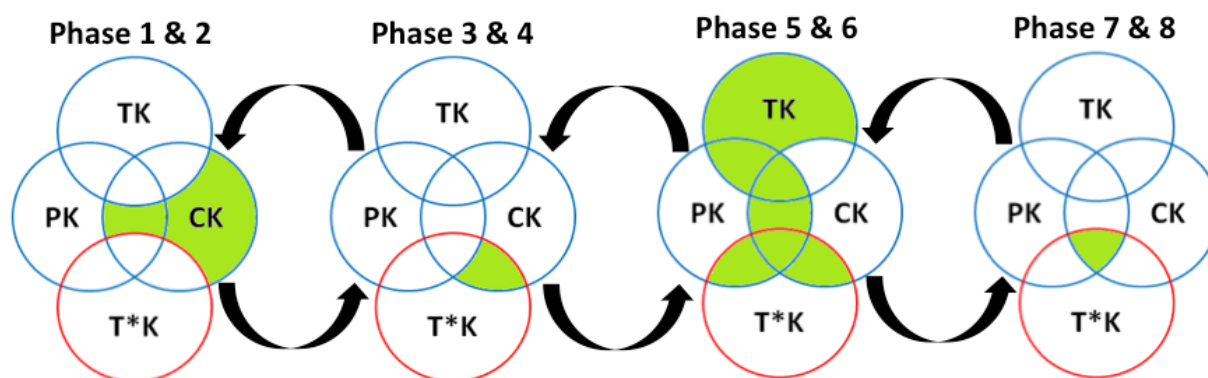 Phase 1 & 2
Phase 3 & 4
Phase 5 & 6
Phase 7 & 8
TK
TK
TK
TK
PK
CK
PK
CK
PK
CK
PK
CK
T*K
T*K
T*K
T*K